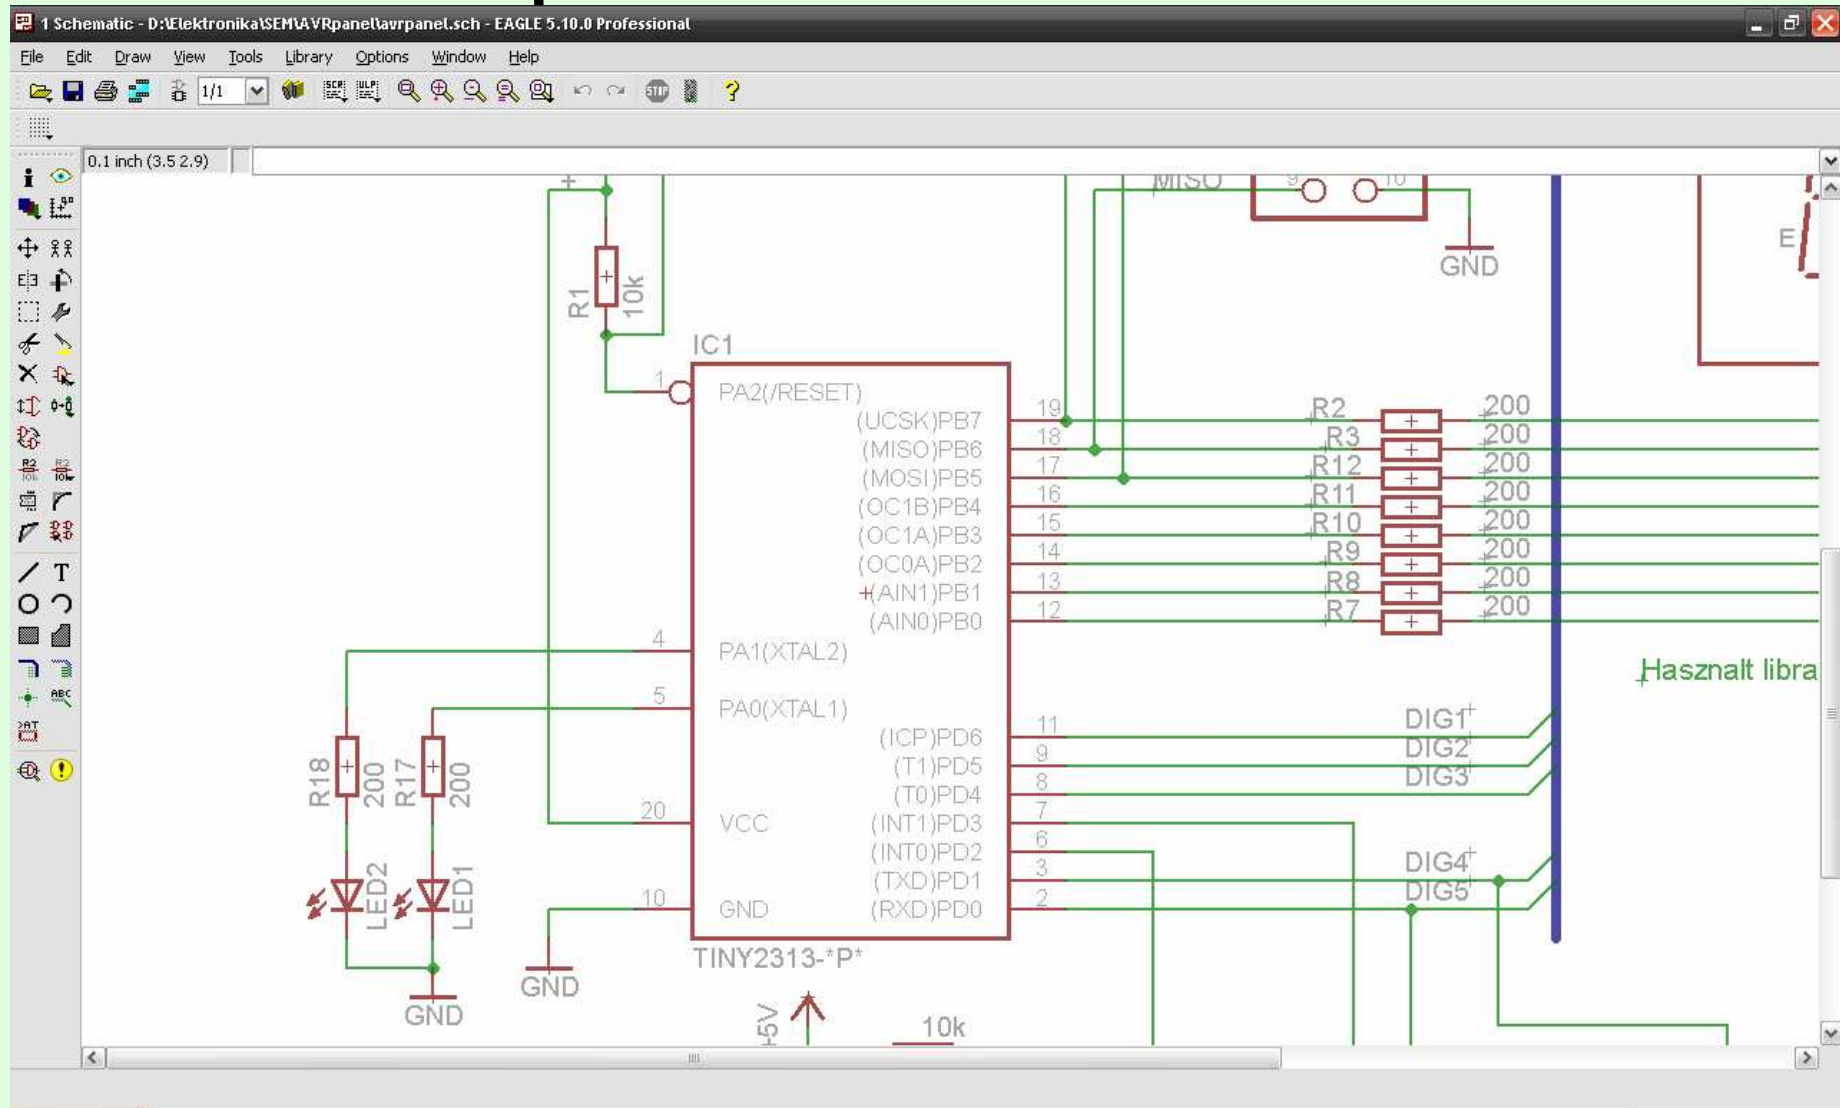 1 Schematic - D:\Elektronika\SEM\AVRpanel\avrpanel.sch - EAGLE 5.10.0 Professional
File Edit Draw View Tools Library Options Window Help
1/1
0.1 inch (3.5 2.9)
MISO
9
10
GND
E
R1
10k
IC1
1
PA2(/RESET)
(UCSK)PB7 19 R2 200
(MISO)PB6 18 R3 200
(MOSI)PB5 17 R12 200
(OC1B)PB4 16 R11 200
(OC1A)PB3 15 R10 200
(OC0A)PB2 14 R9 200
(AIN1)PB1 13 R8 200
(AIN0)PB0 12 R7 200
4 PA1(XTAL2)
Hasznalt libra
5 PA0(XTAL1)
(ICP)PD6 11 DIG1
(T1)PD5 9 DIG2
(T0)PD4 8 DIG3
R18 200 R17 200
20 VCC (INT1)PD3 7
(INT0)PD2 6
(TXD)PD1 3 DIG4
10 GND (RXD)PD0 2 DIG5
LED2 LED1
TINY2313-*P*
GND
GND
+5V
10k